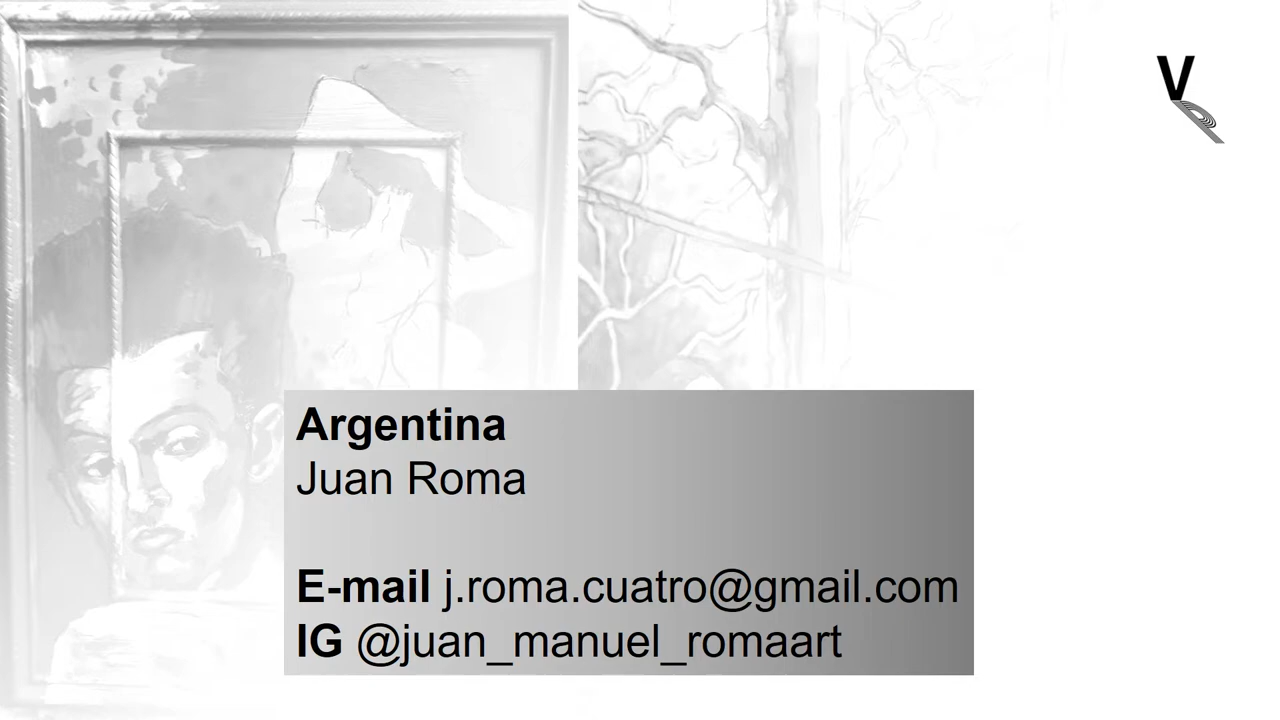 V
Argentina
Juan Roma
E-mail j.roma.cuatro@gmail.com
IG @juan_manuel_romaart